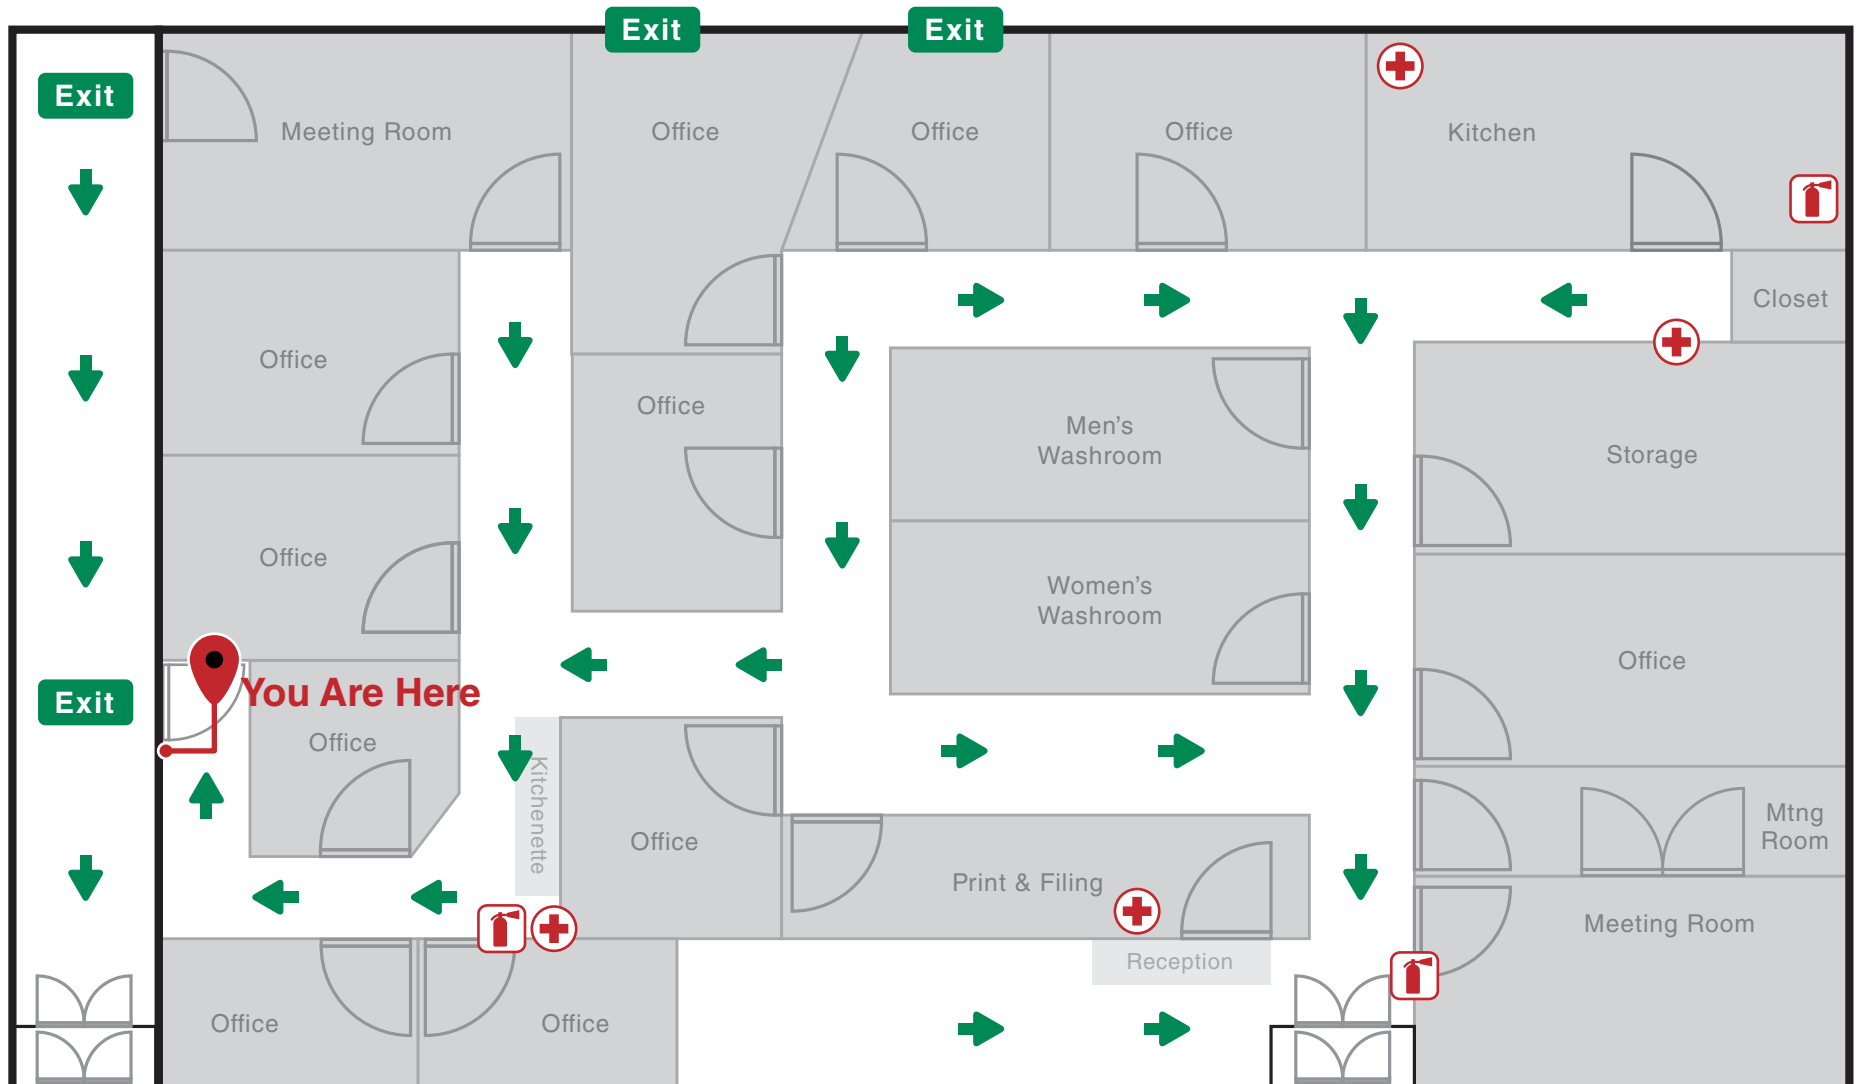 Exit
Exit
Exit
Meeting Room
Office
Office
Office
Kitchen
Closet
Office
Office
Men's
Washroom
Storage
Office
Women's
Washroom
Office
Exit
You Are Here
Office
Kitchenette
Office
Mtng
Room
Print & Filing
Meeting Room
Reception
Office
Office